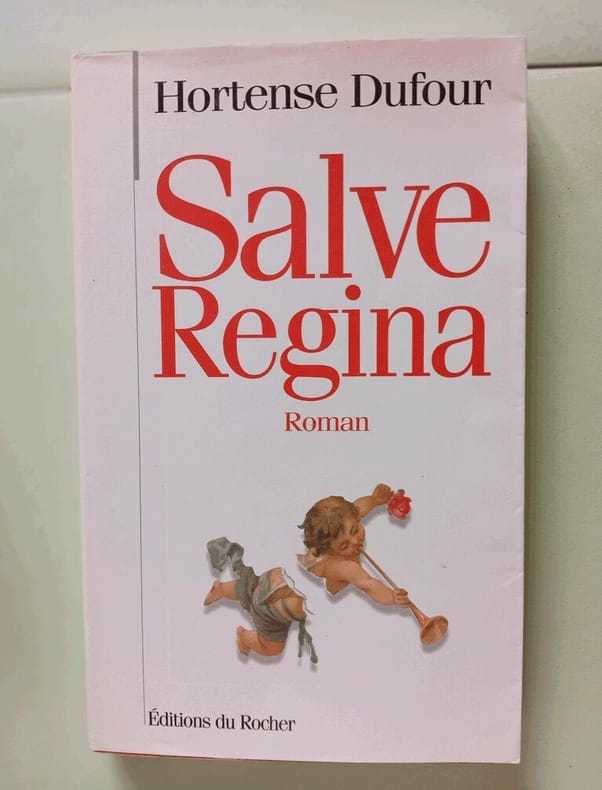 Hortense Dufour
Salve
Regina
Roman
Éditions du Rocher